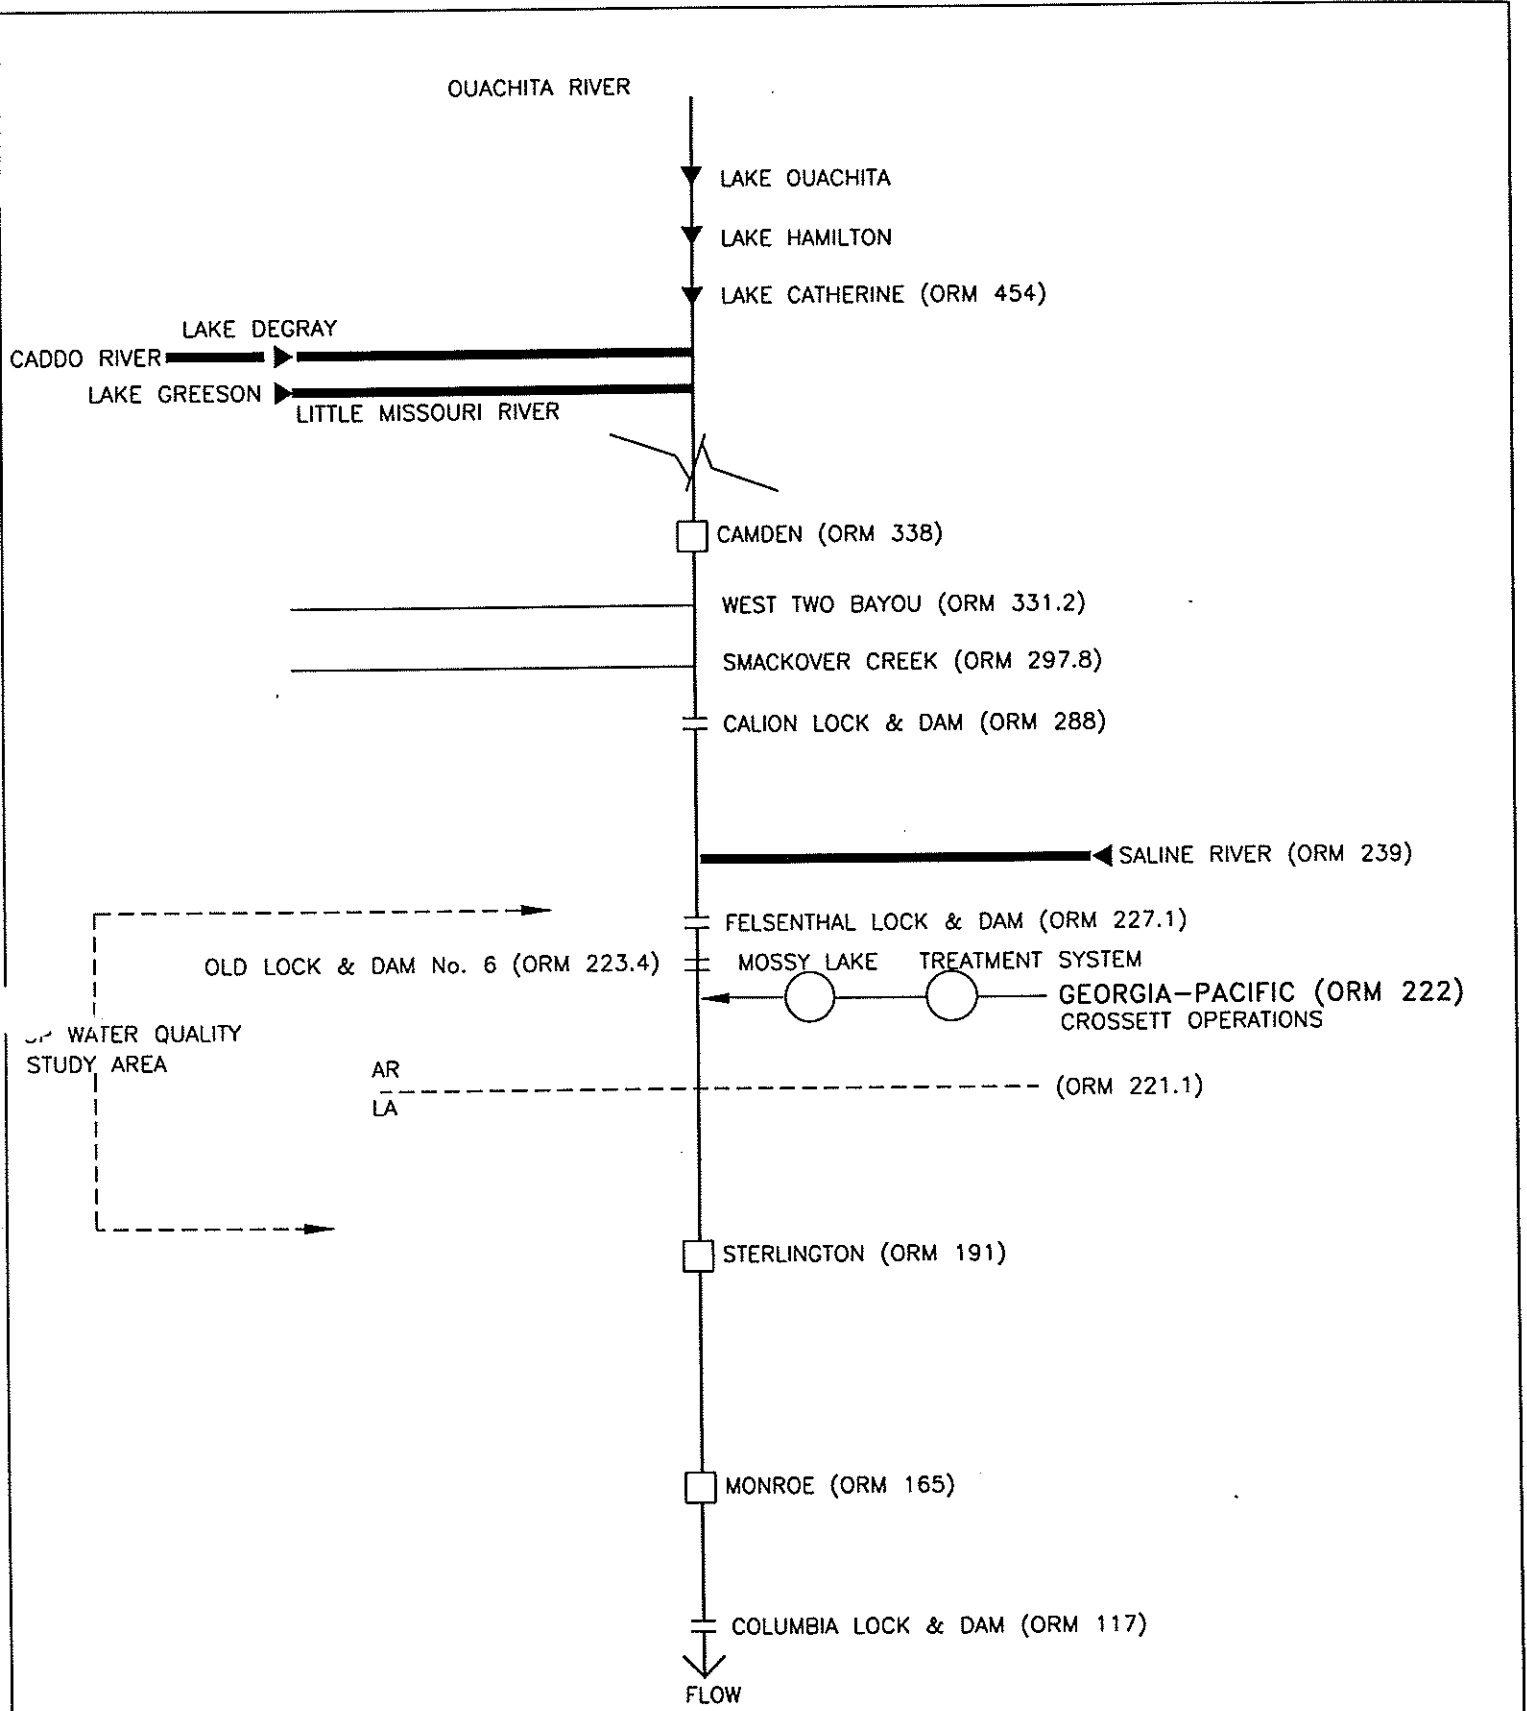 OUACHITA RIVER
LAKE OUACHITA
LAKE HAMILTON
LAKE CATHERINE (ORM 454)
LAKE DEGRAY
CADDO RIVER
LAKE GREESON
LITTLE MISSOURI RIVER
CAMDEN (ORM 338)
WEST TWO BAYOU (ORM 331.2)
SMACKOVER CREEK (ORM 297.8)
CALION LOCK & DAM (ORM 288)
SALINE RIVER (ORM 239)
FELSENTHAL LOCK & DAM (ORM 227.1)
OLD LOCK & DAM No. 6 (ORM 223.4)
MOSSY LAKE
TREATMENT SYSTEM
GEORGIA-PACIFIC (ORM 222)
CROSSETT OPERATIONS
WATER QUALITY
STUDY AREA
AR
LA
(ORM 221.1)
STERLINGTON (ORM 191)
MONROE (ORM 165)
COLUMBIA LOCK & DAM (ORM 117)
FLOW